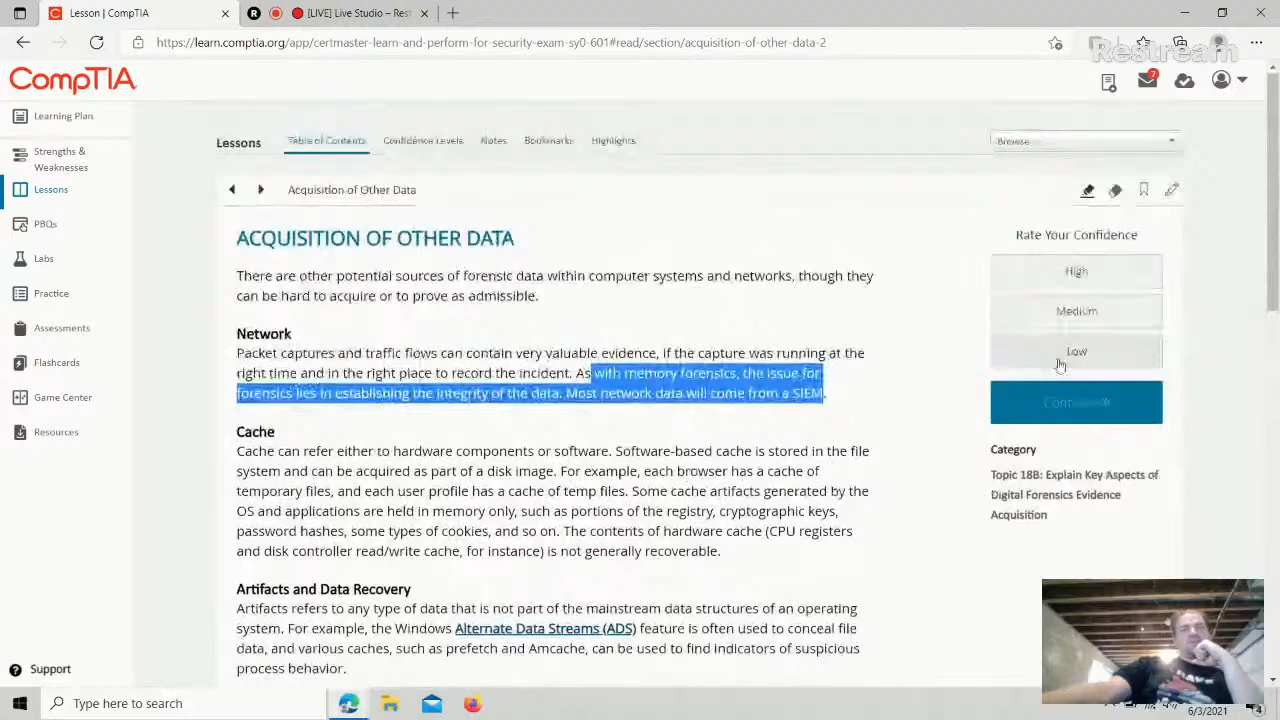 Lesson | CompTIA
[LIVE] Live Studio – Rest
https://learn.comptia.org/app/certmaster-learn-and-perform-for-security-exam-sy0-601#read/section/acquisition-of-other-data-2
Restream
CompTIA
7
Learning Plan
Strengths &
Weaknesses
Lessons
PBQs
Labs
Practice
Assessments
Flashcards
Game Center
Resources
Support
Lessons
Table of Contents
Confidence Levels
Notes
Bookmarks
Highlights
Browse
Acquisition of Other Data
ACQUISITION OF OTHER DATA
There are other potential sources of forensic data within computer systems and networks, though they
can be hard to acquire or to prove as admissible.
Network
Packet captures and traffic flows can contain very valuable evidence, if the capture was running at the
right time and in the right place to record the incident. As with memory forensics, the issue for
forensics lies in establishing the integrity of the data. Most network data will come from a SIEM.
Cache
Cache can refer either to hardware components or software. Software-based cache is stored in the file
system and can be acquired as part of a disk image. For example, each browser has a cache of
temporary files, and each user profile has a cache of temp files. Some cache artifacts generated by the
OS and applications are held in memory only, such as portions of the registry, cryptographic keys,
password hashes, some types of cookies, and so on. The contents of hardware cache (CPU registers
and disk controller read/write cache, for instance) is not generally recoverable.
Artifacts and Data Recovery
Artifacts refers to any type of data that is not part of the mainstream data structures of an operating
system. For example, the Windows Alternate Data Streams (ADS) feature is often used to conceal file
data, and various caches, such as prefetch and Amcache, can be used to find indicators of suspicious
process behavior.
Rate Your Confidence
High
Medium
Low
Category
Topic 18B: Explain Key Aspects of
Digital Forensics Evidence
Acquisition
Type here to search
6/3/2021
4